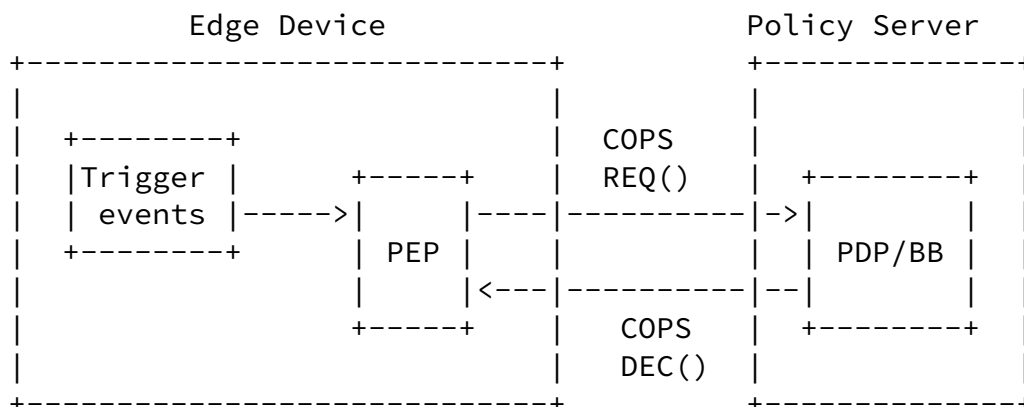 Edge Device Policy Server
COPS
Trigger REQ()
events
PEP PDP/BB
COPS
DEC()